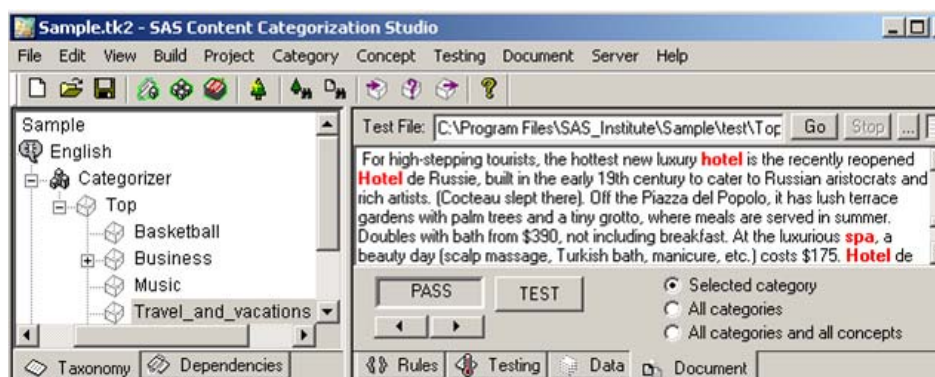 Sample.tk2 - SAS Content Categorization Studio
File Edit View Build Project Category Concept Testing Document Server Help
Sample
English
Categorizer
Top
Basketball
Business
Music
Travel_and_vacations
Taxonomy Dependencies
Test File: C:\Program Files\SAS_Institute\Sample\test\Top Go Stop ...
For high-stepping tourists, the hottest new luxury hotel is the recently reopened
Hotel de Russie, built in the early 19th century to cater to Russian aristocrats and
rich artists. (Cocteau slept there). Off the Piazza del Popolo, it has lush terrace
gardens with palm trees and a tiny grotto, where meals are served in summer.
Doubles with bath from $390, not including breakfast. At the luxurious spa, a
beauty day (scalp massage, Turkish bath, manicure, etc.) costs $175. Hotel de
PASS TEST
Selected category
All categories
All categories and all concepts
Rules Testing Data Document